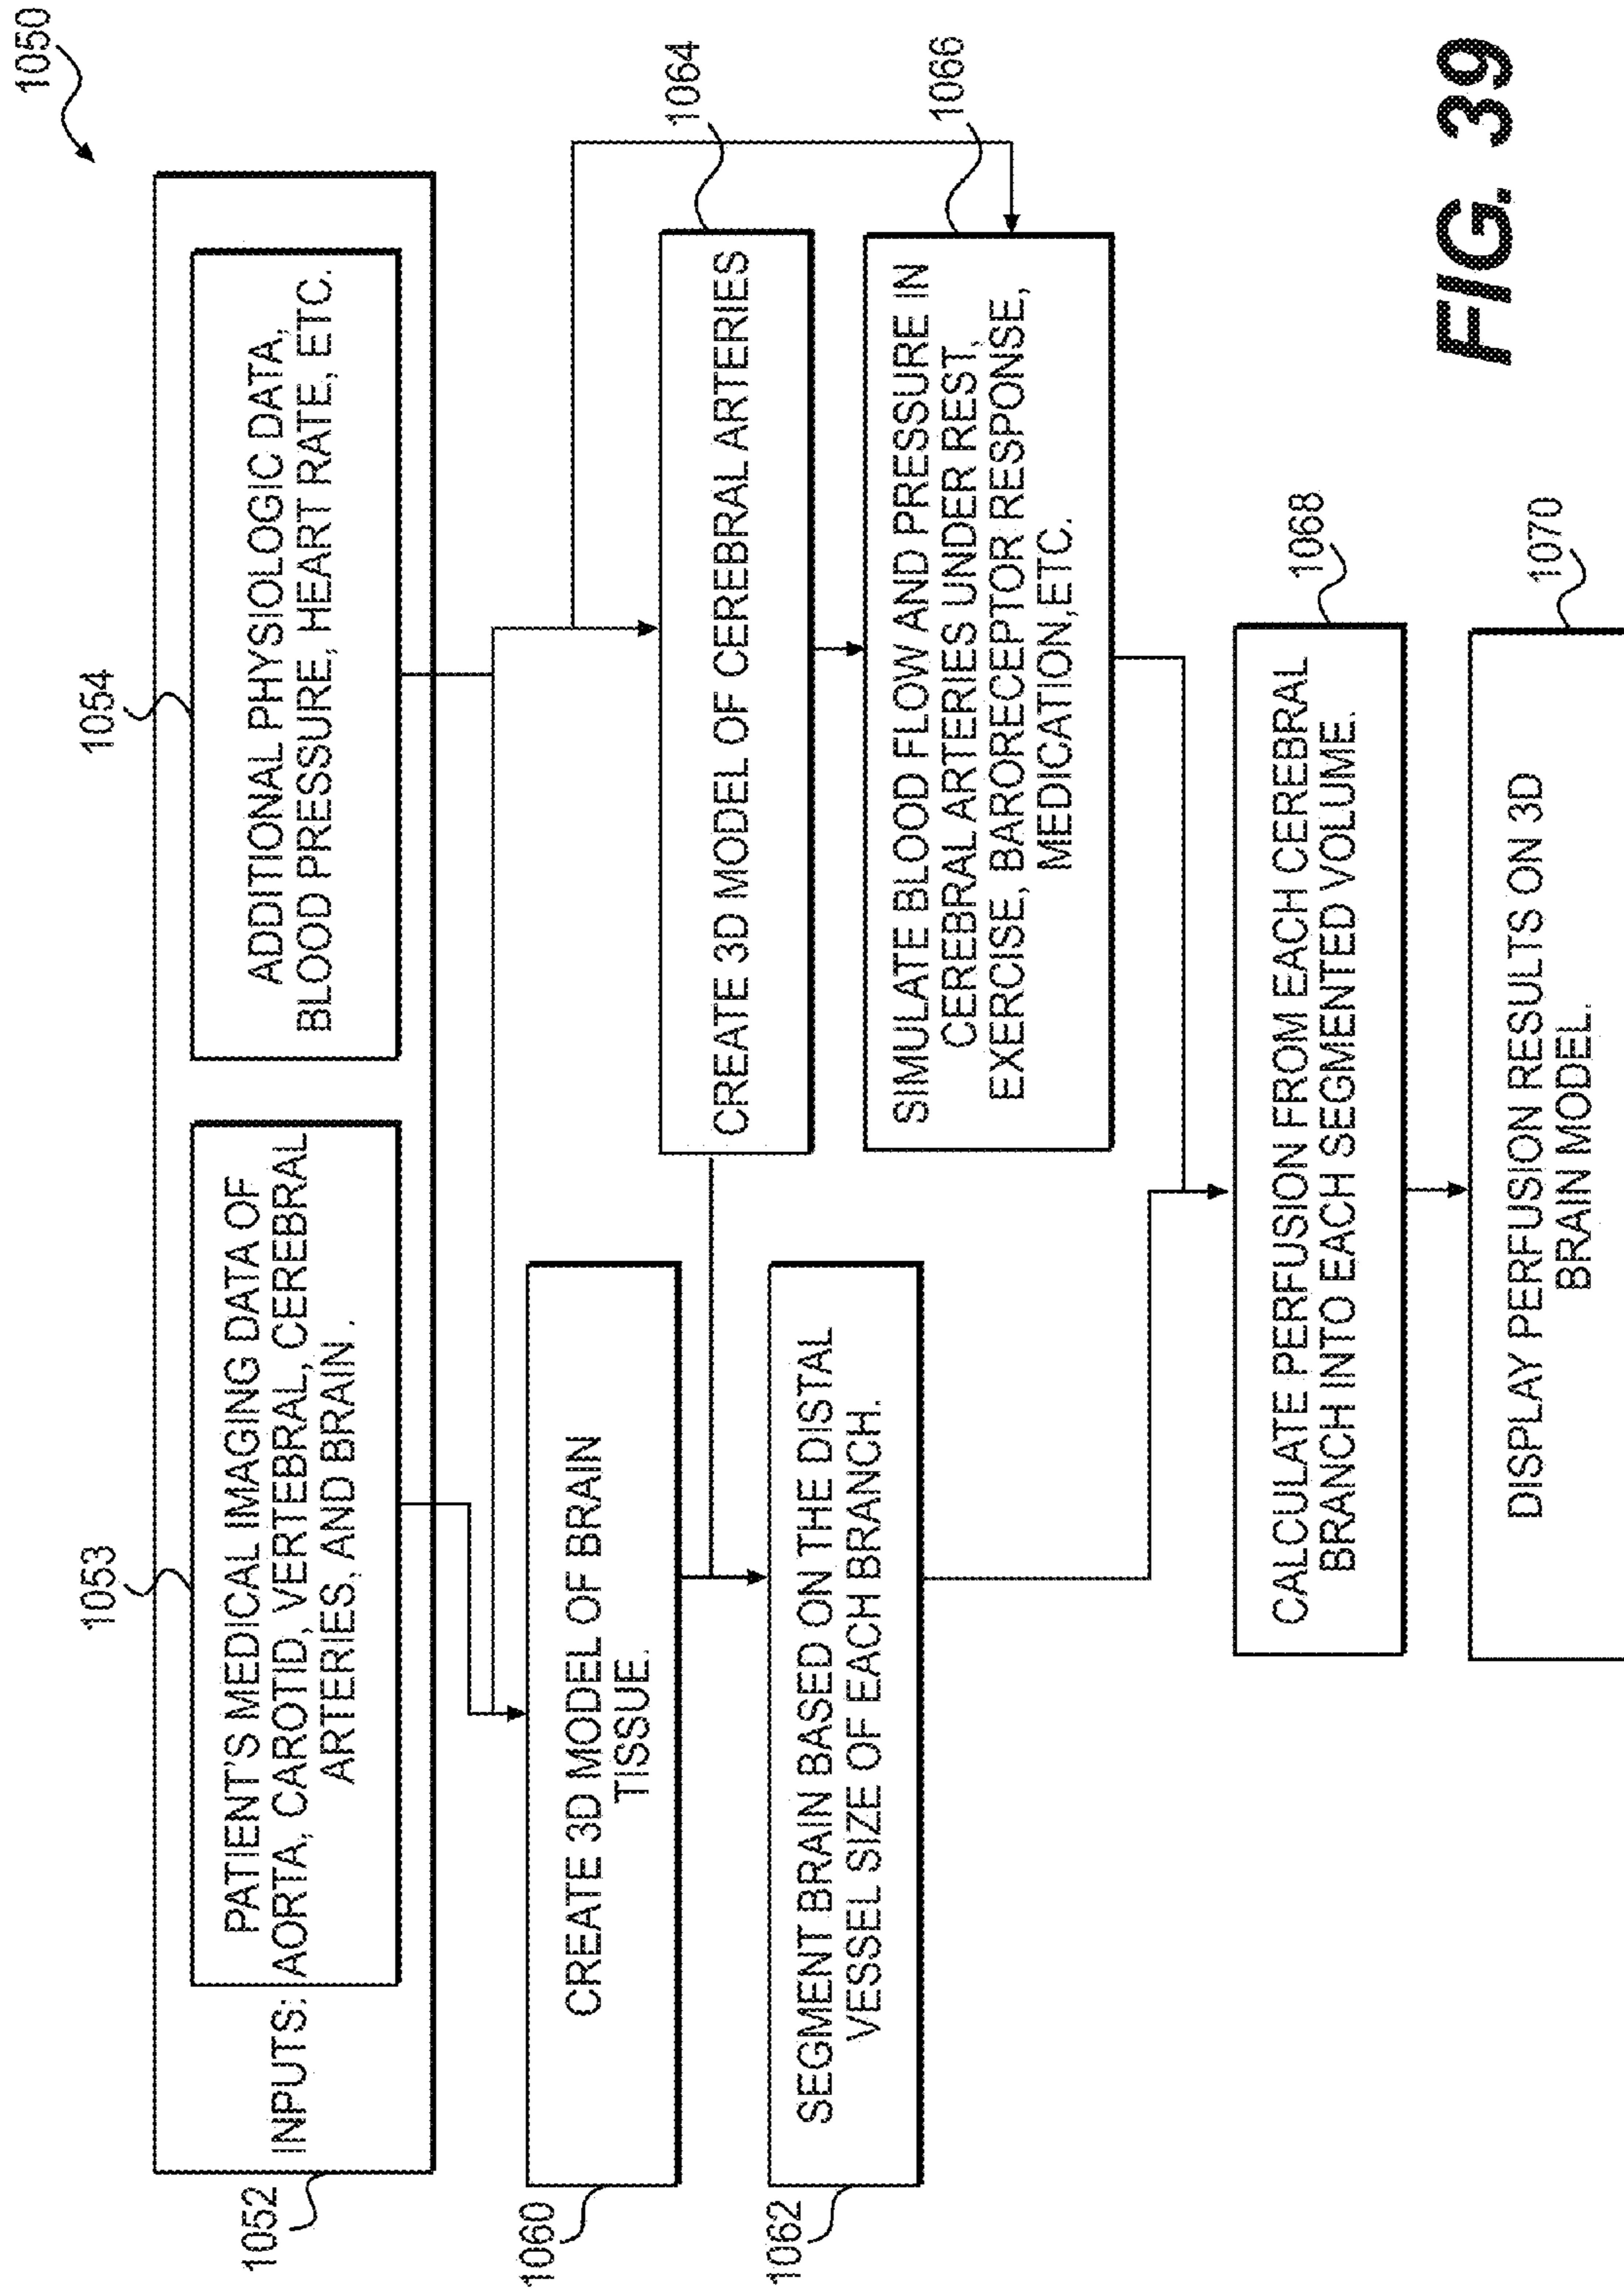 1050
1052
INPUTS:
1053
PATIENT'S MEDICAL IMAGING DATA OF
AORTA, CAROTID, VERTEBRAL, CEREBRAL
ARTERIES, AND BRAIN .
1054
ADDITIONAL PHYSIOLOGIC DATA,
BLOOD PRESSURE, HEART RATE, ETC.
1060
CREATE 3D MODEL OF BRAIN
TISSUE.
1064
CREATE 3D MODEL OF CEREBRAL ARTERIES
1062
SEGMENT BRAIN BASED ON THE DISTAL
VESSEL SIZE OF EACH BRANCH.
1066
SIMULATE BLOOD FLOW AND PRESSURE IN
CEREBRAL ARTERIES UNDER REST,
EXERCISE, BARORECEPTOR RESPONSE,
MEDICATION,ETC.
1068
CALCULATE PERFUSION FROM EACH CEREBRAL
BRANCH INTO EACH SEGMENTED VOLUME.
1070
DISPLAY PERFUSION RESULTS ON 3D
BRAIN MODEL.
FIG. 39